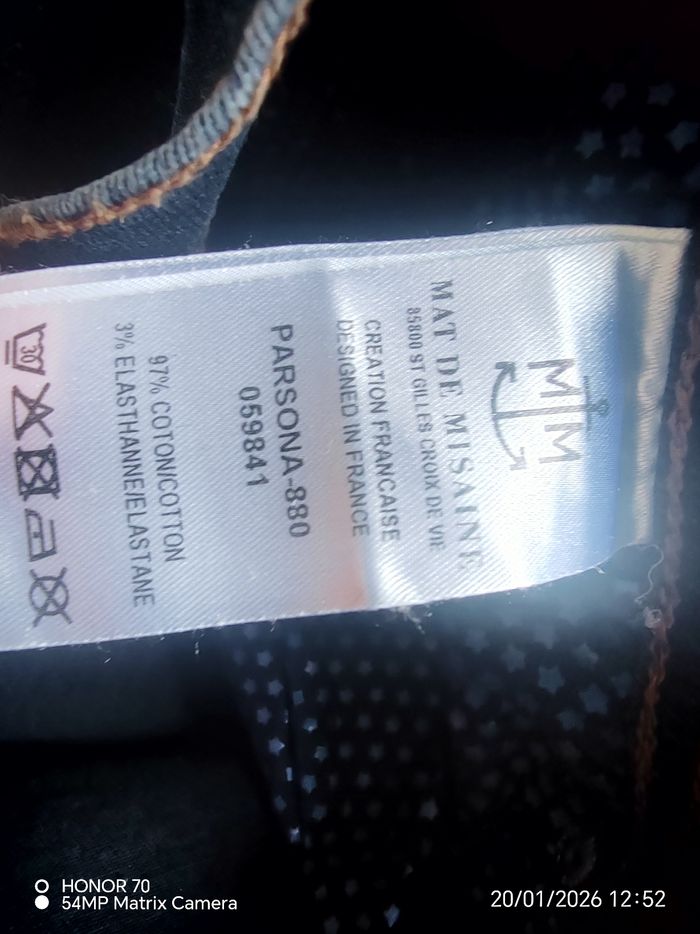 MM
MAT DE MISAINE
85800 ST GILLES CROIX DE VIE
CREATION FRANCAISE
DESIGNED IN FRANCE
PARSONA-880
059841
97% COTON/COTTON
3% ELASTHANNE/ELASTANE
30
HONOR 70
54MP Matrix Camera
20/01/2026 12:52